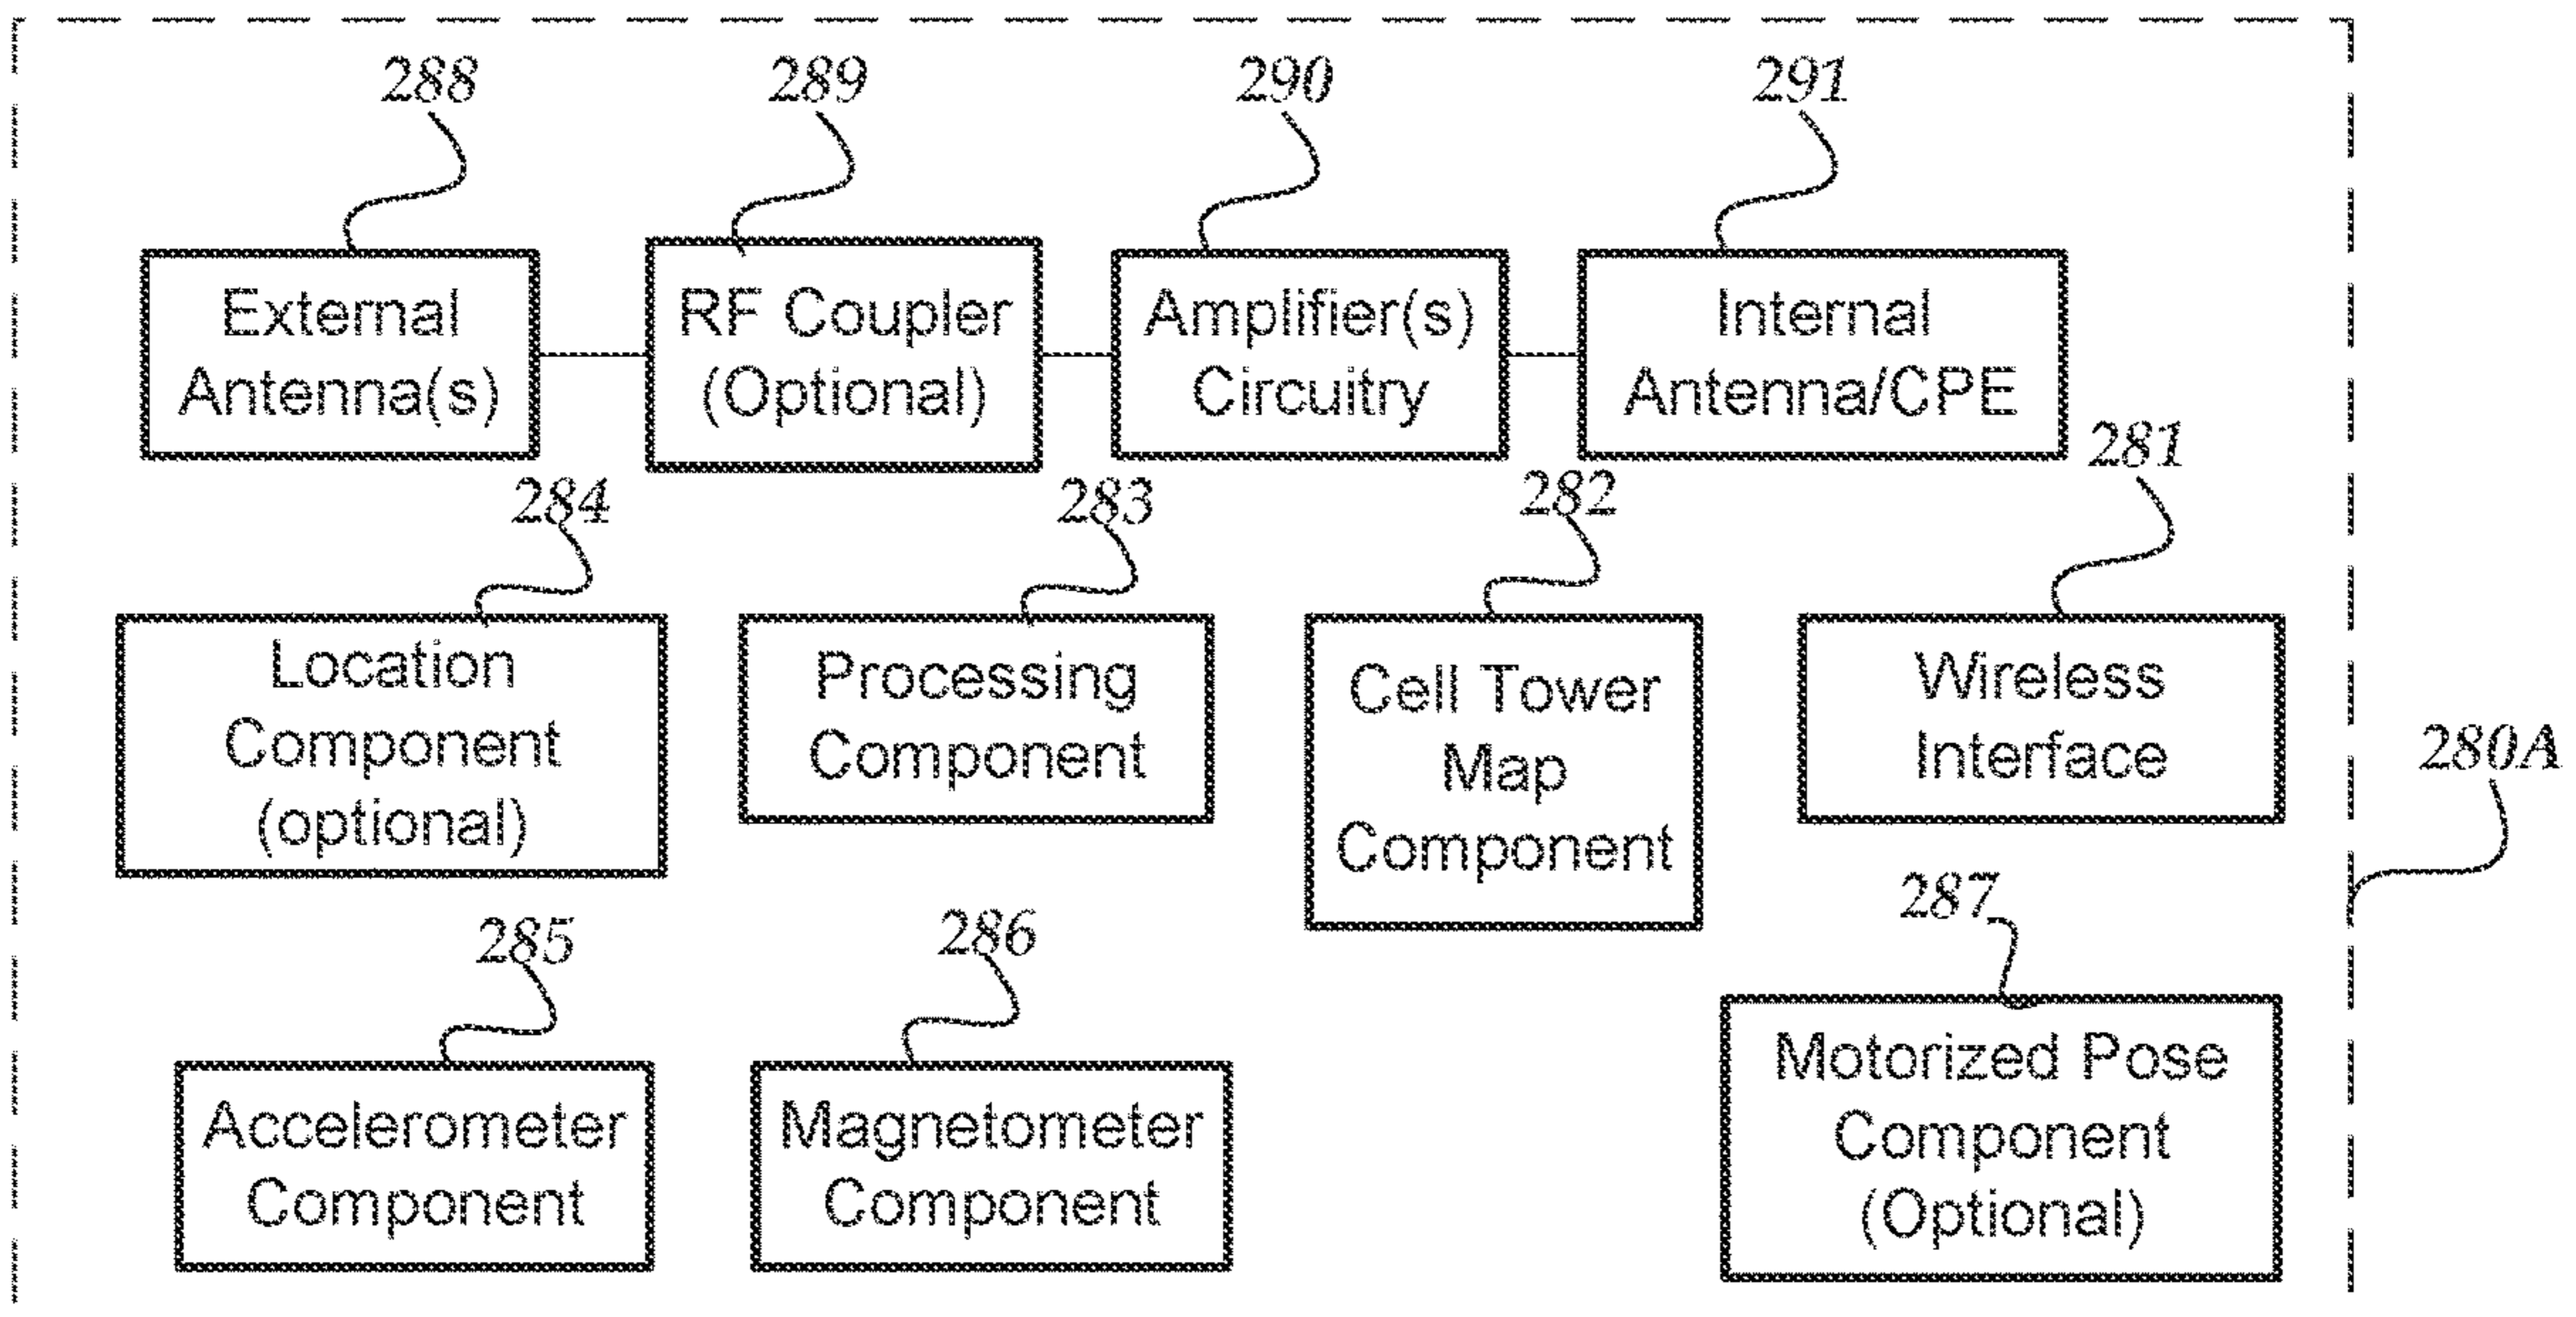 288
289
290
291
External
Antenna(s)
RF Coupler
(Optional)
Amplifier(s)
Circuitry
Internal
Antenna/CPE
284
283
282
281
Location
Component
(optional)
Processing
Component
Cell Tower
Map
Component
Wireless
Interface
280A
285
286
287
Accelerometer
Component
Magnetometer
Component
Motorized Pose
Component
(Optional)